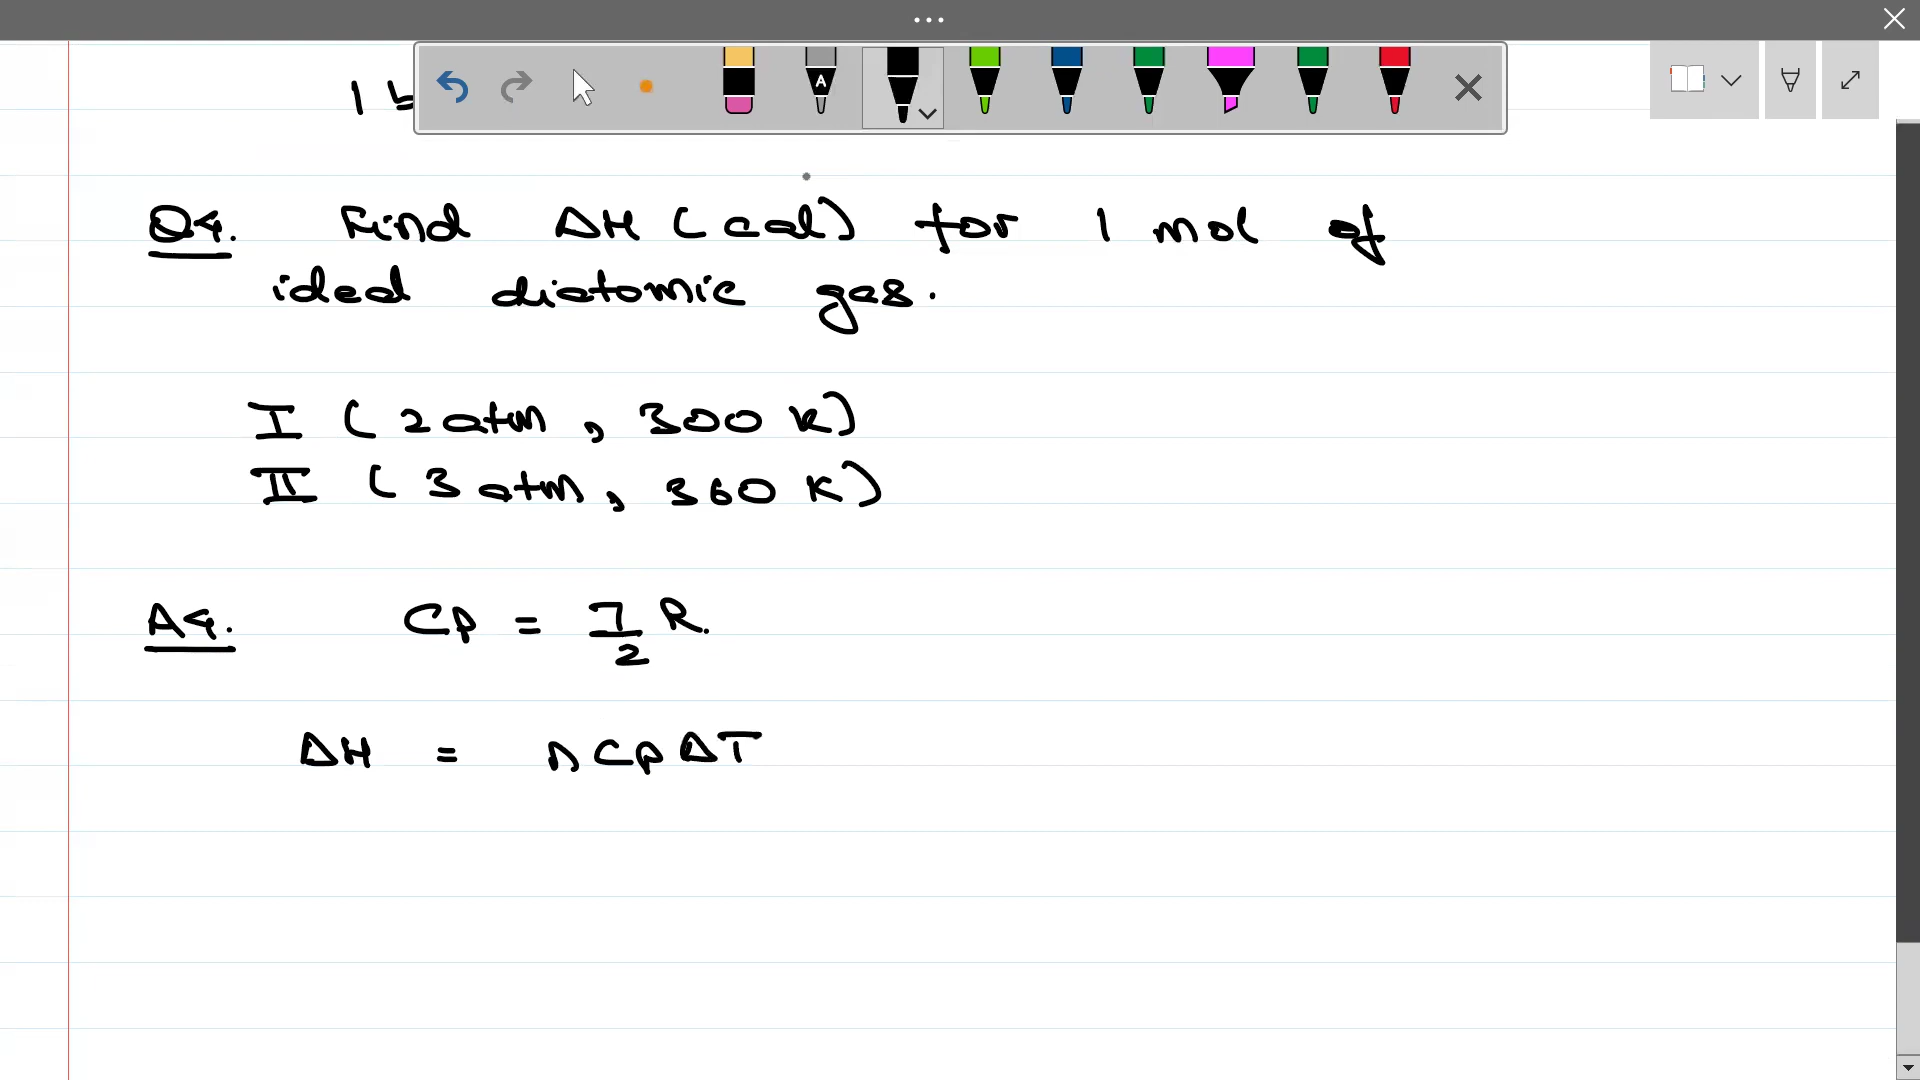 Q4. Find ΔH (cal) for 1 mol of
ideal diatomic gas.
I (2 atm, 300 K)
II (3 atm, 360 K)
A4. Cp = 7/2 R.
ΔH = nCpΔT